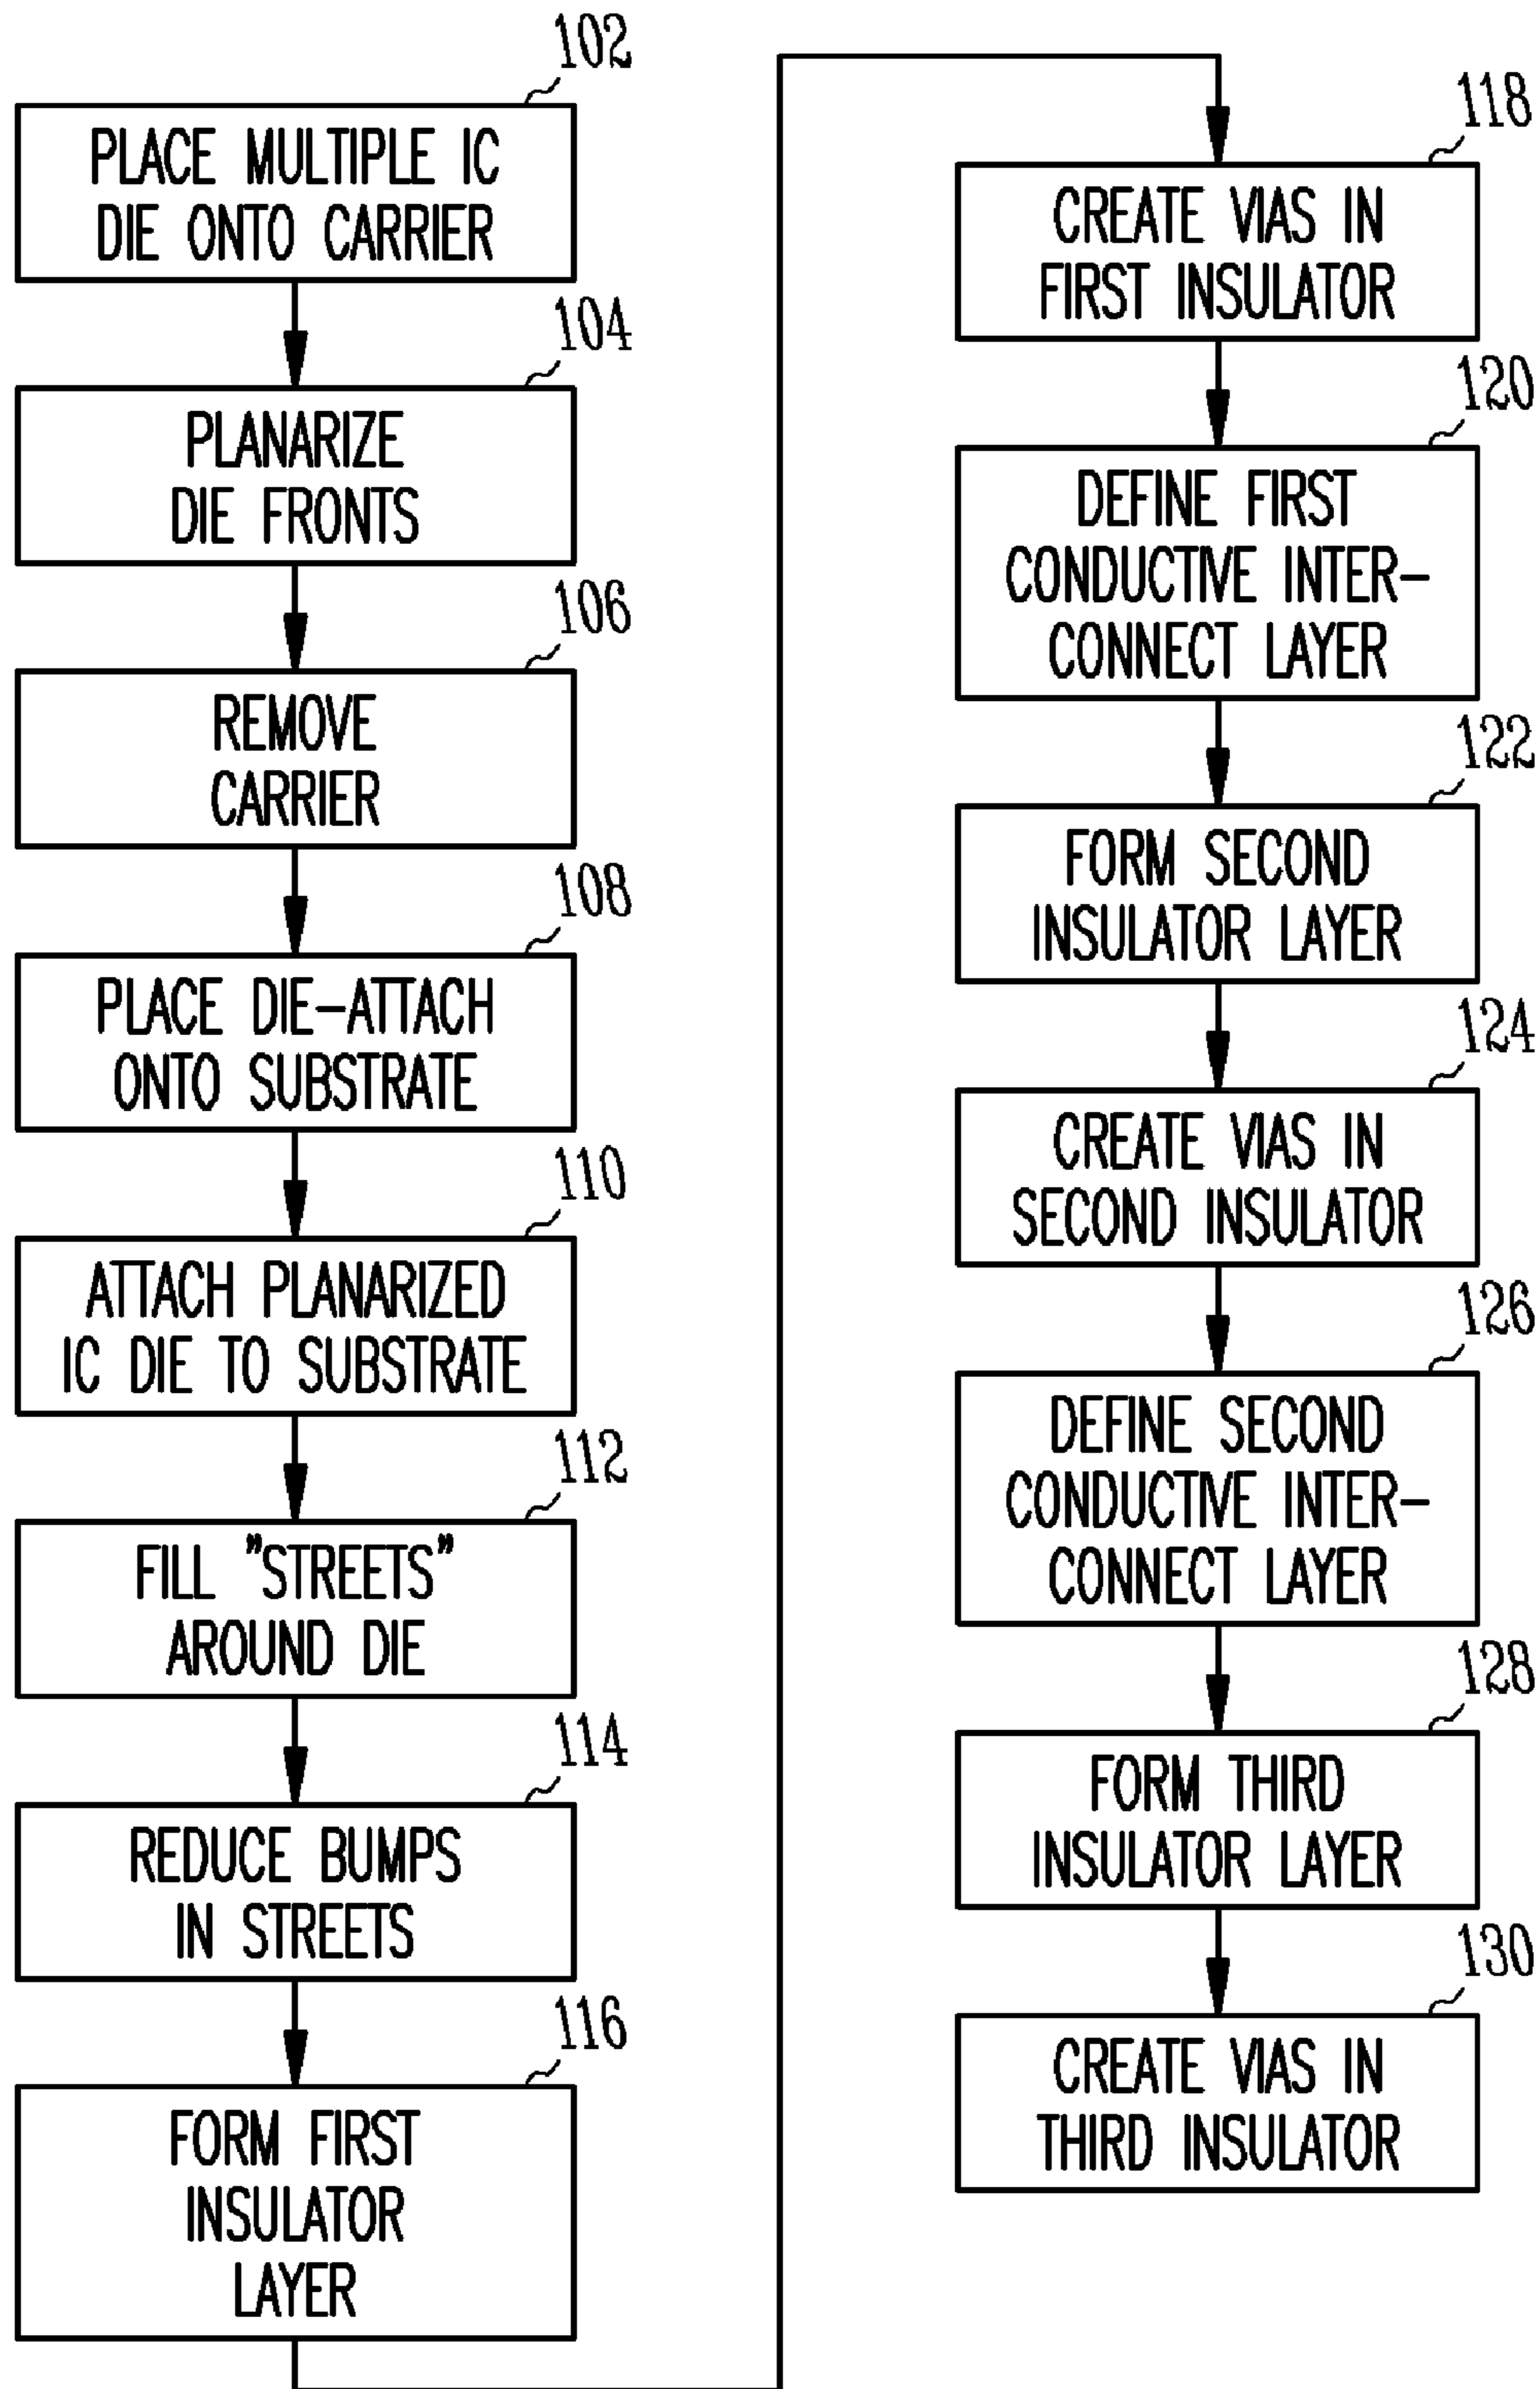 102
PLACE MULTIPLE IC
DIE ONTO CARRIER
104
PLANARIZE
DIE FRONTS
106
REMOVE
CARRIER
108
PLACE DIE-ATTACH
ONTO SUBSTRATE
110
ATTACH PLANARIZED
IC DIE TO SUBSTRATE
112
FILL "STREETS"
AROUND DIE
114
REDUCE BUMPS
IN STREETS
116
FORM FIRST
INSULATOR
LAYER
118
CREATE VIAS IN
FIRST INSULATOR
120
DEFINE FIRST
CONDUCTIVE INTER-
CONNECT LAYER
122
FORM SECOND
INSULATOR LAYER
124
CREATE VIAS IN
SECOND INSULATOR
126
DEFINE SECOND
CONDUCTIVE INTER-
CONNECT LAYER
128
FORM THIRD
INSULATOR LAYER
130
CREATE VIAS IN
THIRD INSULATOR